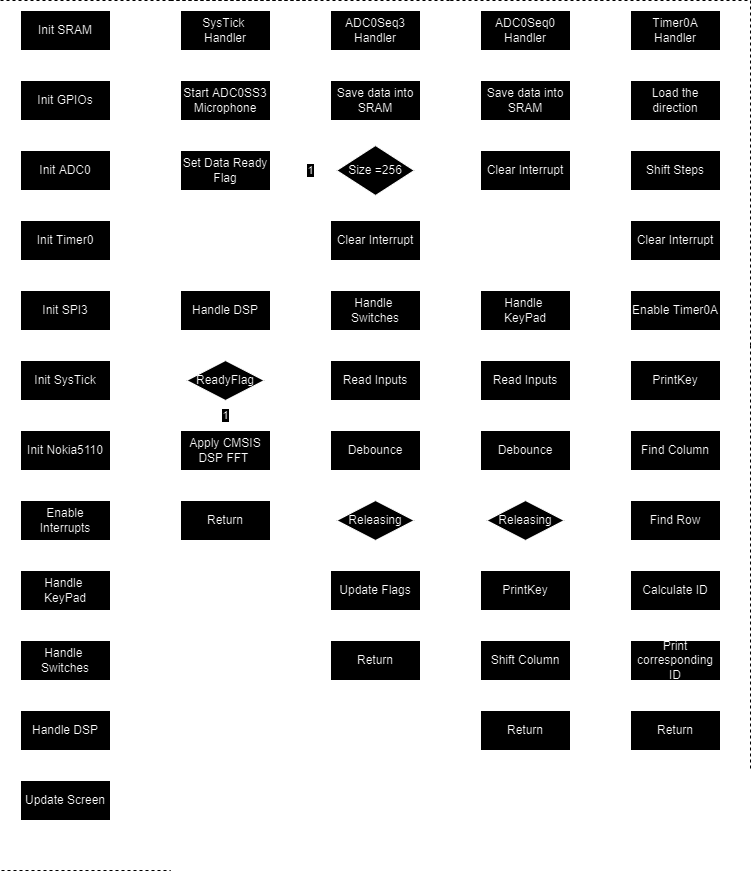 Init SRAM
Init GPIOs
Init ADC0
Init Timer0
Init SPI3
Init SysTick
Init Nokia5110
Enable
Interrupts
Handle
KeyPad
Handle
Switches
Handle DSP
Update Screen
SysTick
Handler
Start ADC0SS3
Microphone
Set Data Ready
Flag
Handle DSP
ReadyFlag
1
Apply CMSIS
DSP FFT
Return
ADC0Seq3
Handler
Save data into
SRAM
1
Size =256
Clear Interrupt
Handle
Switches
Read Inputs
Debounce
Releasing
Update Flags
Return
ADC0Seq0
Handler
Save data into
SRAM
Clear Interrupt
Handle
KeyPad
Read Inputs
Debounce
Releasing
PrintKey
Shift Column
Return
Timer0A
Handler
Load the
direction
Shift Steps
Clear Interrupt
Enable Timer0A
PrintKey
Find Column
Find Row
Calculate ID
Print
corresponding
ID
Return